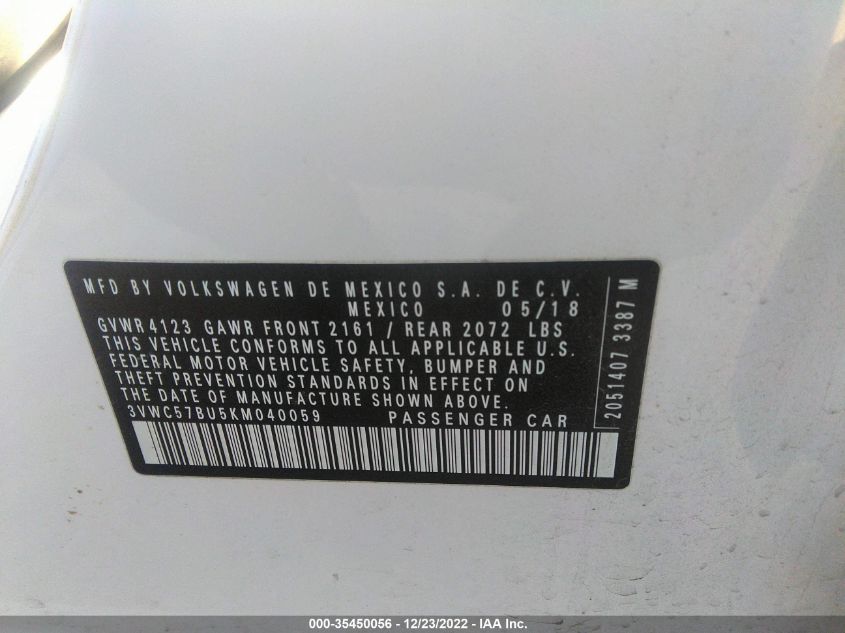 MFD BY VOLKSWAGEN DE MEXICO S.A. DE C.V.
MEXICO 05/18
GVWR 4123 GAWR FRONT 2161 / REAR 2072 LBS
THIS VEHICLE CONFORMS TO ALL APPLICABLE U.S.
FEDERAL MOTOR VEHICLE SAFETY, BUMPER AND
THEFT PREVENTION STANDARDS IN EFFECT ON
THE DATE OF MANUFACTURE SHOWN ABOVE.
3VWC57BU5KM040059 PASSENGER CAR
2051407 3387 M
000-35450056 - 12/23/2022 - IAA Inc.